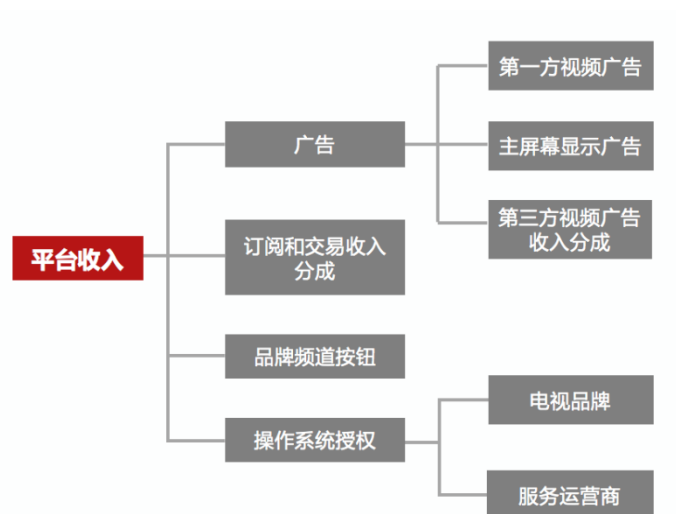 平台收入
广告
第一方视频广告
主屏幕显示广告
第三方视频广告
收入分成
订阅和交易收入
分成
品牌频道按钮
操作系统授权
电视品牌
服务运营商